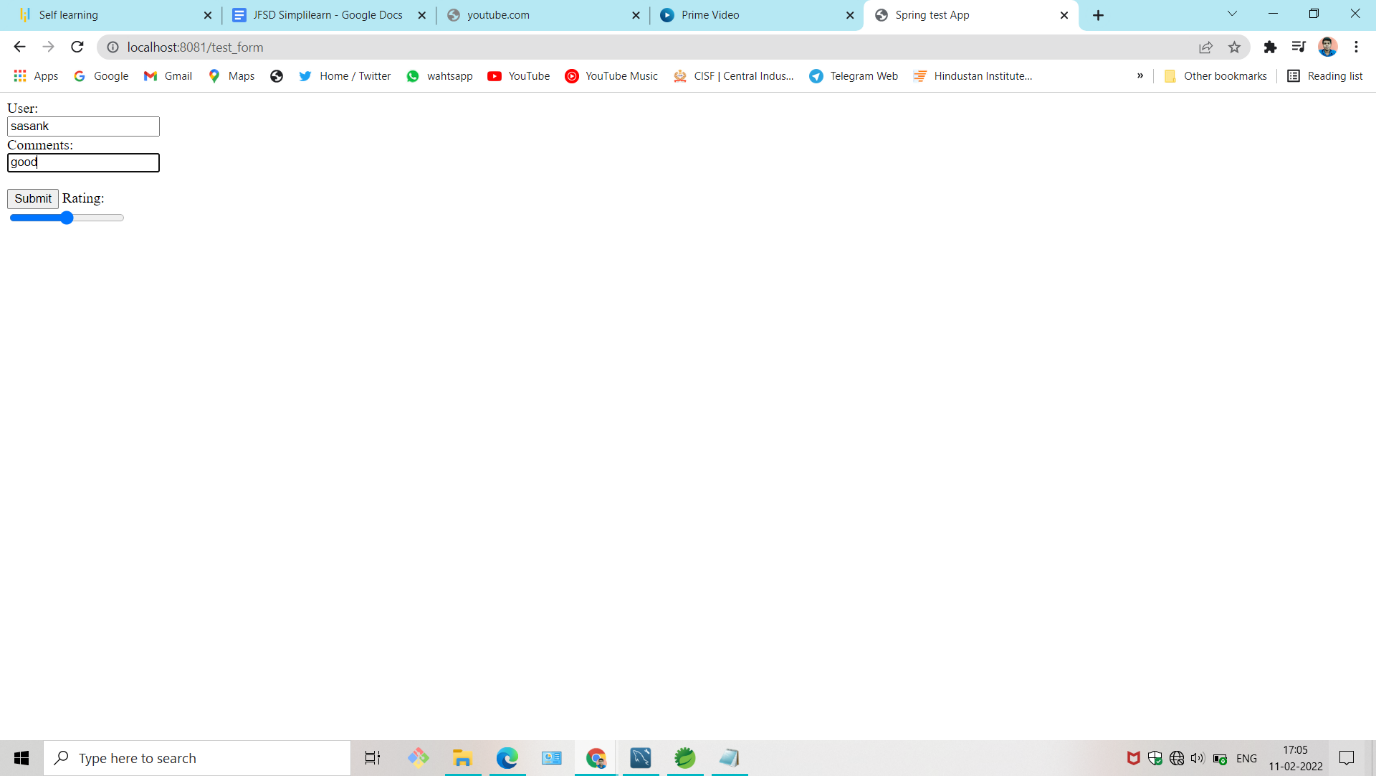 Self learning
JFSD Simplilearn - Google Docs
youtube.com
Prime Video
Spring test App
localhost:8081/test_form
Apps Google Gmail Maps Home / Twitter wahtsapp YouTube YouTube Music CISF | Central Indus... Telegram Web Hindustan Institute... » Other bookmarks Reading list
User:
sasank
Comments:
good
Submit Rating:
Type here to search
ENG
17:05
11-02-2022